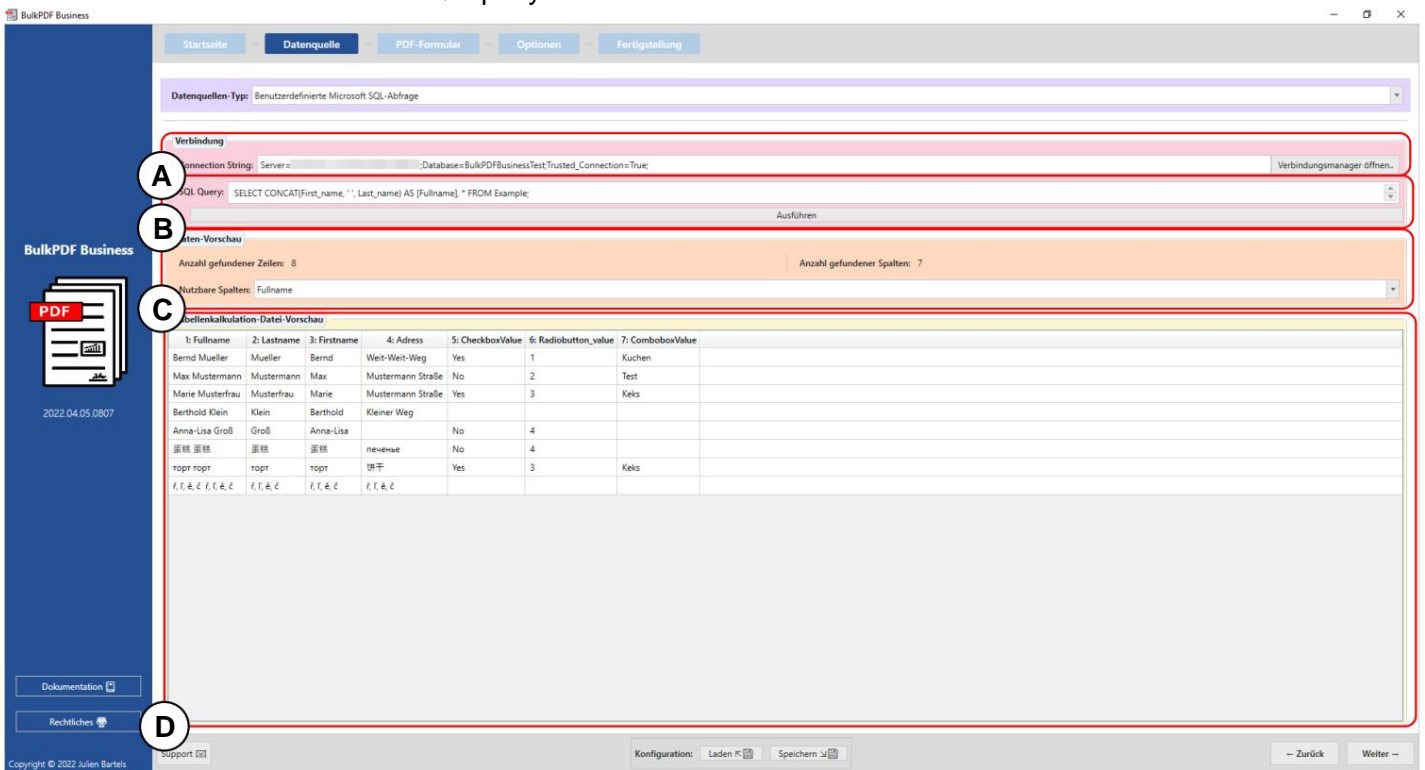 BulkPDF Business
Startseite Datenquelle PDF-Formular Optionen Fertigstellung
Datenquellen-Typ: Benutzerdefinierte Microsoft SQL-Abfrage
Verbindung
Connection String: Server= ;Database=BulkPDFBusinessTest;Trusted_Connection=True; Verbindungsmanager öffnen..
A
SQL Query: SELECT CONCAT(First_name, ' ', Last_name) AS [Fullname], * FROM Example;
Ausführen
B
Daten-Vorschau
Anzahl gefundener Zeilen: 8 Anzahl gefundener Spalten: 7
Nutzbare Spalten: Fullname
C
Tabellenkalkulation-Datei-Vorschau
1: Fullname 2: Lastname 3: Firstname 4: Adress 5: CheckboxValue 6: Radiobutton_value 7: ComboboxValue
Bernd Mueller Mueller Bernd Weit-Weit-Weg Yes 1 Kuchen
Max Mustermann Mustermann Max Mustermann Straße No 2 Test
Marie Musterfrau Musterfrau Marie Mustermann Straße Yes 3 Keks
Berthold Klein Klein Berthold Kleiner Weg
Anna-Lisa Groß Groß Anna-Lisa No 4
蛋糕 蛋糕 蛋糕 蛋糕 печенье No 4
торт торт торт торт 饼干 Yes 3 Keks
BulkPDF Business
PDF
2022.04.05.0807
Dokumentation
Rechtliches
D
Support Konfiguration: Laden Speichern ← Zurück Weiter →
Copyright © 2022 Julien Bartels